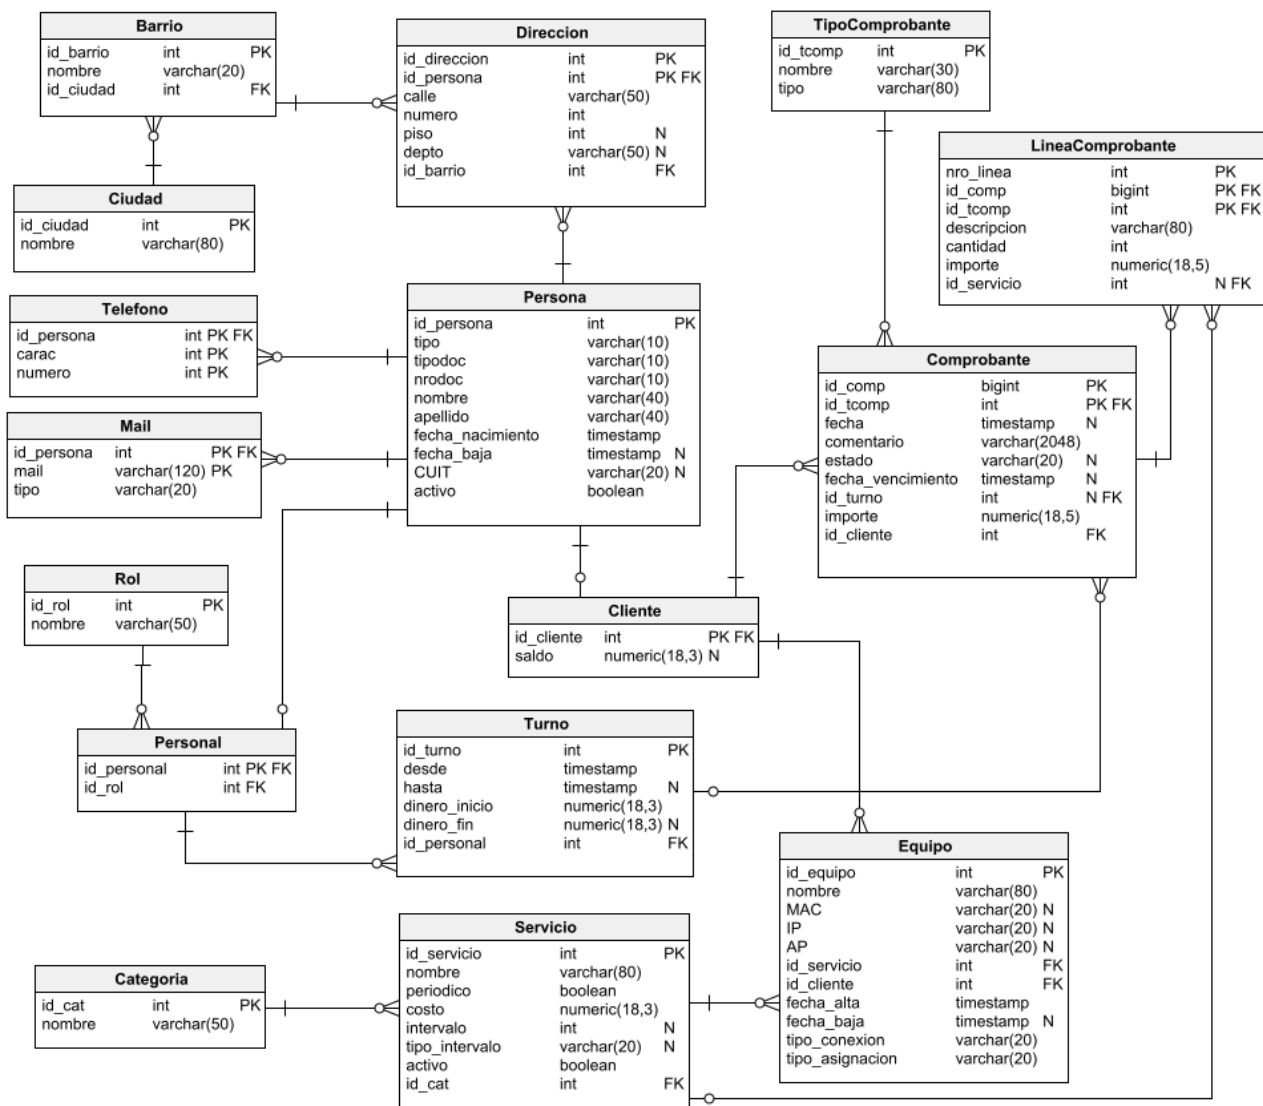 Barrio
id_barrio int PK
nombre varchar(20)
id_ciudad int FK
Direccion
id_direccion int PK
id_persona int PK FK
calle varchar(50)
numero int
piso int N
depto varchar(50) N
id_barrio int FK
TipoComprobante
id_tcomp int PK
nombre varchar(30)
tipo varchar(80)
LineaComprobante
nro_linea int PK
id_comp bigint PK FK
id_tcomp int PK FK
descripcion varchar(80)
cantidad int
importe numeric(18,5)
id_servicio int N FK
Ciudad
id_ciudad int PK
nombre varchar(80)
Telefono
id_persona int PK FK
carac int PK
numero int PK
Persona
id_persona int PK
tipo varchar(10)
tipodoc varchar(10)
nrodoc varchar(10)
nombre varchar(40)
apellido varchar(40)
fecha_nacimiento timestamp
fecha_baja timestamp N
CUIT varchar(20) N
activo boolean
Comprobante
id_comp bigint PK
id_tcomp int PK FK
fecha timestamp N
comentario varchar(2048)
estado varchar(20) N
fecha_vencimiento timestamp N
id_turno int N FK
importe numeric(18,5)
id_cliente int FK
Mail
id_persona int PK FK
mail varchar(120) PK
tipo varchar(20)
Rol
id_rol int PK
nombre varchar(50)
Cliente
id_cliente int PK FK
saldo numeric(18,3) N
Personal
id_personal int PK FK
id_rol int FK
Turno
id_turno int PK
desde timestamp
hasta timestamp N
dinero_inicio numeric(18,3)
dinero_fin numeric(18,3) N
id_personal int FK
Equipo
id_equipo int PK
nombre varchar(80)
MAC varchar(20) N
IP varchar(20) N
AP varchar(20) N
id_servicio int FK
id_cliente int FK
fecha_alta timestamp
fecha_baja timestamp N
tipo_conexion varchar(20)
tipo_asignacion varchar(20)
Servicio
id_servicio int PK
nombre varchar(80)
periodico boolean
costo numeric(18,3)
intervalo int N
tipo_intervalo varchar(20) N
activo boolean
id_cat int FK
Categoria
id_cat int PK
nombre varchar(50)